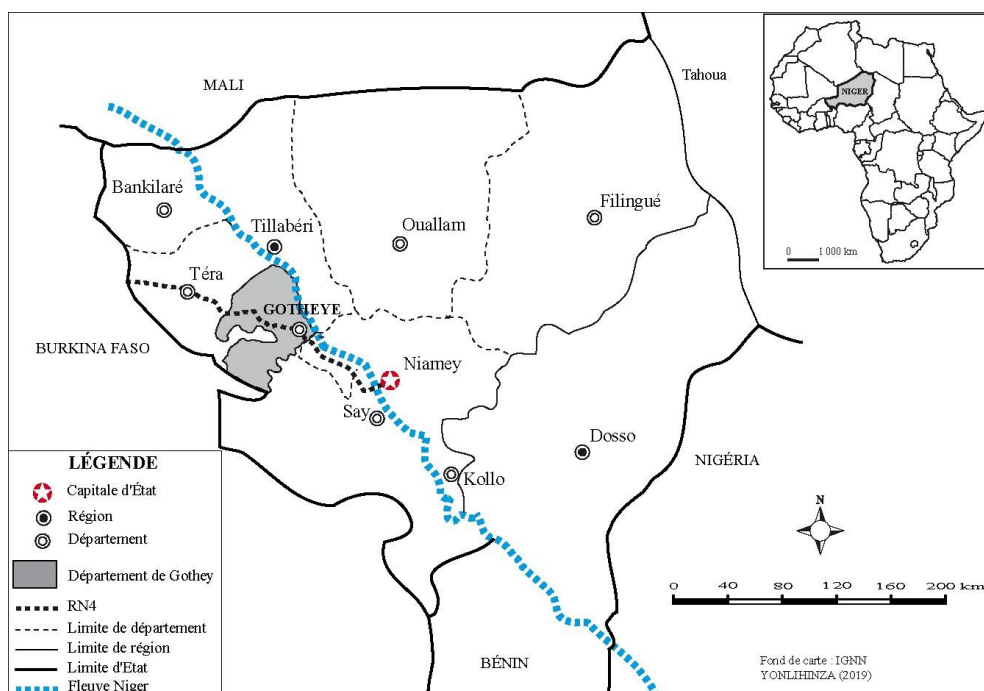 MALI
Tahoua
NIGER
0 1 000 km
Bankilaré
Tillabéri
Ouallam
Filingué
Téra
GOTHEYE
BURKINA FASO
Niamey
Say
Dosso
Kollo
NIGÉRIA
BÉNIN
LÉGENDE
Capitale d'État
Région
Département
Département de Gothey
RN4
Limite de département
Limite de région
Limite d'Etat
Fleuve Niger
N
0 40 80 120 160 200 km
Fond de carte : IGNN
YONLIHINZA (2019)